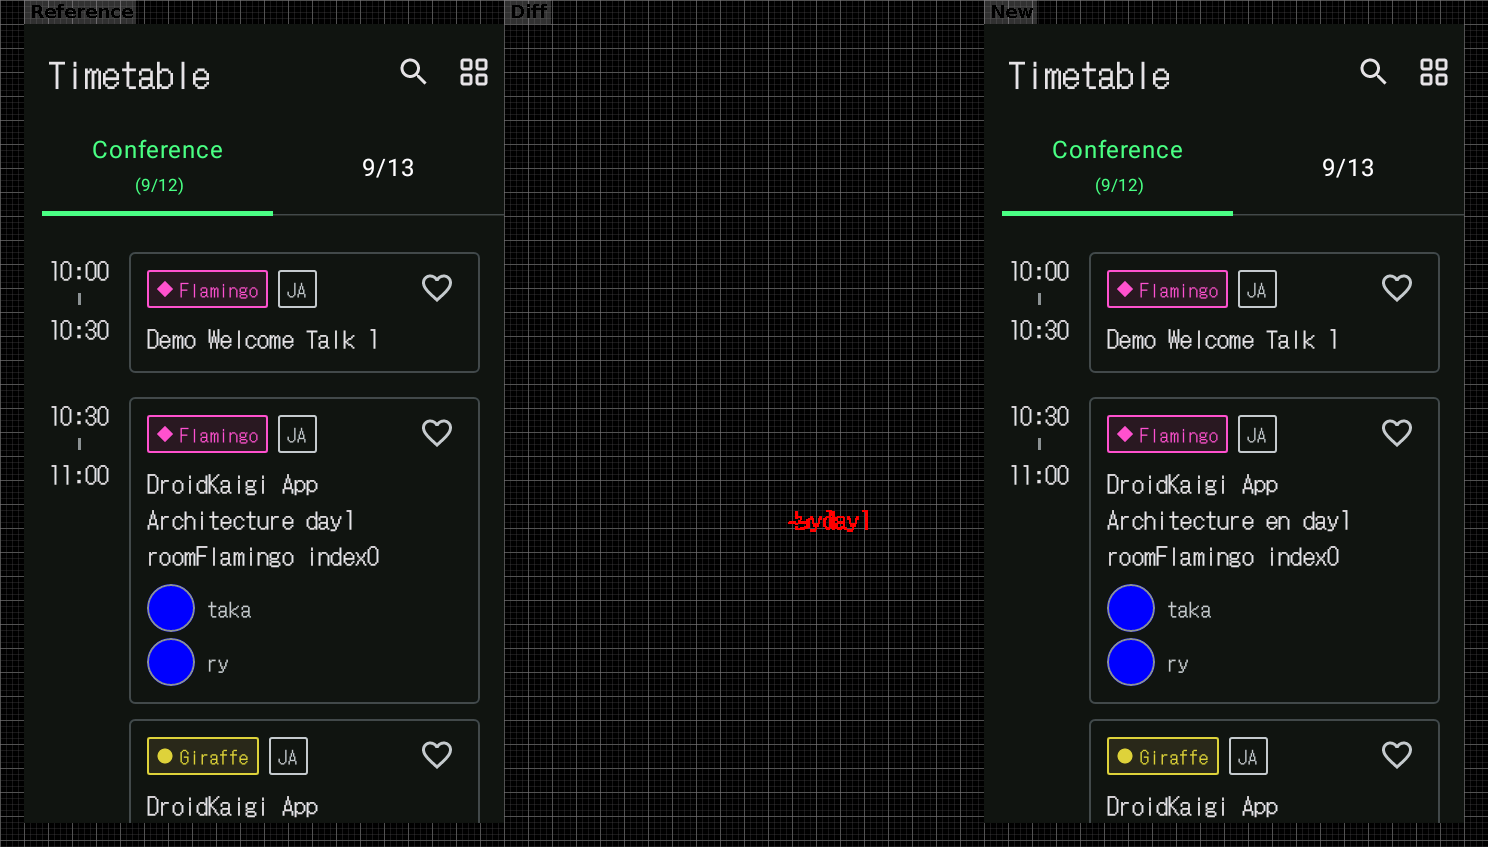 Reference
Timetable
Conference
(9/12)
9/13
10:00
10:30
Flamingo
JA
Demo Welcome Talk 1
10:30
11:00
Flamingo
JA
DroidKaigi App
Architecture day1
roomFlamingo index0
taka
ry
Giraffe
JA
DroidKaigi App
Diff
New
Timetable
Conference
(9/12)
9/13
10:00
10:30
Flamingo
JA
Demo Welcome Talk 1
10:30
11:00
Flamingo
JA
DroidKaigi App
Architecture en day1
roomFlamingo index0
taka
ry
Giraffe
JA
DroidKaigi App